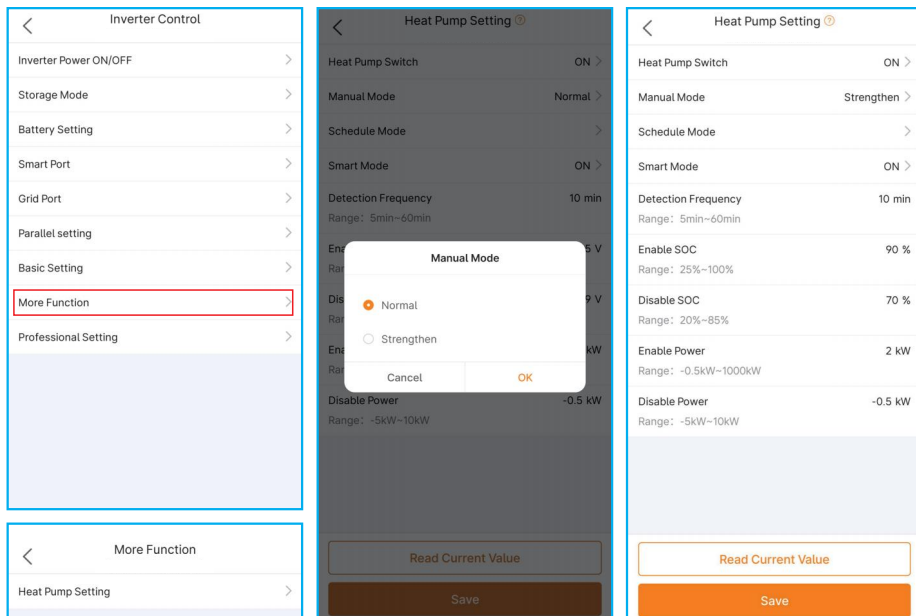 Inverter Control
Inverter Power ON/OFF
Storage Mode
Battery Setting
Smart Port
Grid Port
Parallel setting
Basic Setting
More Function
Professional Setting
More Function
Heat Pump Setting
Heat Pump Setting ?
Heat Pump Switch ON
Manual Mode Normal
Schedule Mode
Smart Mode ON
Detection Frequency 10 min
Range: 5min~60min
Manual Mode
Normal
Strengthen
Cancel OK
Disable Power -0.5 kW
Range: -5kW~10kW
Read Current Value
Save
Heat Pump Setting ?
Heat Pump Switch ON
Manual Mode Strengthen
Schedule Mode
Smart Mode ON
Detection Frequency 10 min
Range: 5min~60min
Enable SOC 90 %
Range: 25%~100%
Disable SOC 70 %
Range: 20%~85%
Enable Power 2 kW
Range: -0.5kW~1000kW
Disable Power -0.5 kW
Range: -5kW~10kW
Read Current Value
Save